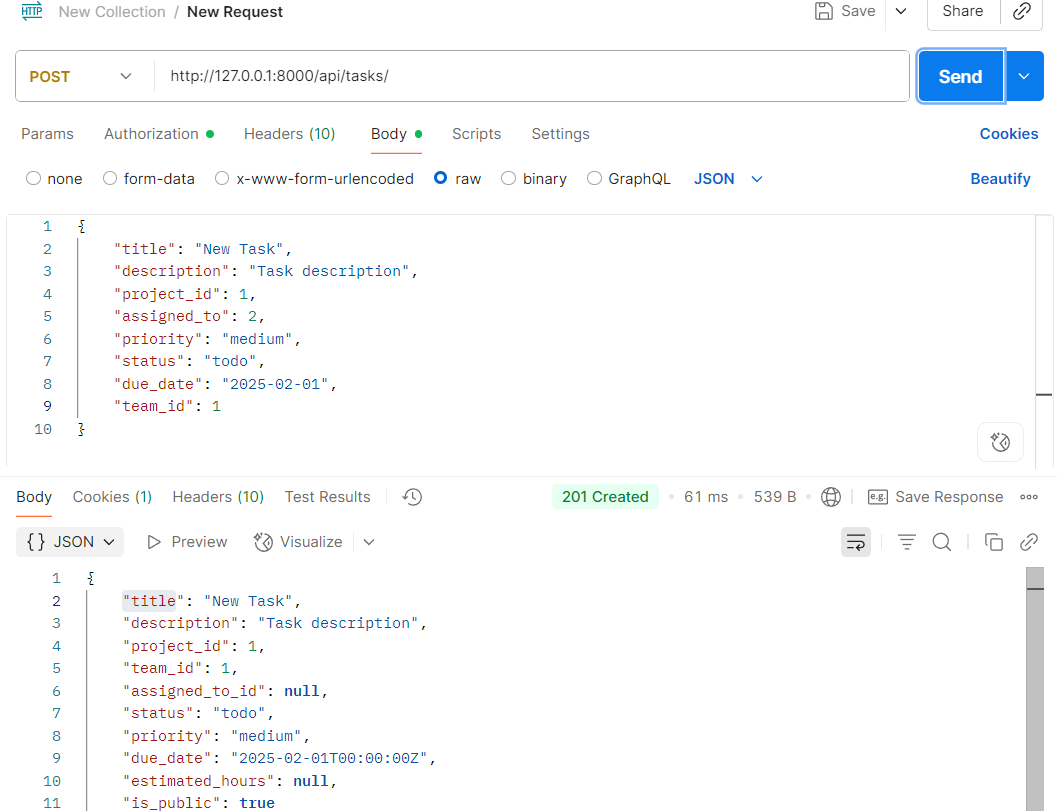 HTTP New Collection / New Request Save Share
POST http://127.0.0.1:8000/api/tasks/ Send
Params Authorization Headers (10) Body Scripts Settings Cookies
none form-data x-www-form-urlencoded raw binary GraphQL JSON Beautify
1 {
2 "title": "New Task",
3 "description": "Task description",
4 "project_id": 1,
5 "assigned_to": 2,
6 "priority": "medium",
7 "status": "todo",
8 "due_date": "2025-02-01",
9 "team_id": 1
10 }
Body Cookies (1) Headers (10) Test Results 201 Created 61 ms 539 B e.g. Save Response
{} JSON Preview Visualize
1 {
2 "title": "New Task",
3 "description": "Task description",
4 "project_id": 1,
5 "team_id": 1,
6 "assigned_to_id": null,
7 "status": "todo",
8 "priority": "medium",
9 "due_date": "2025-02-01T00:00:00Z",
10 "estimated_hours": null,
11 "is_public": true